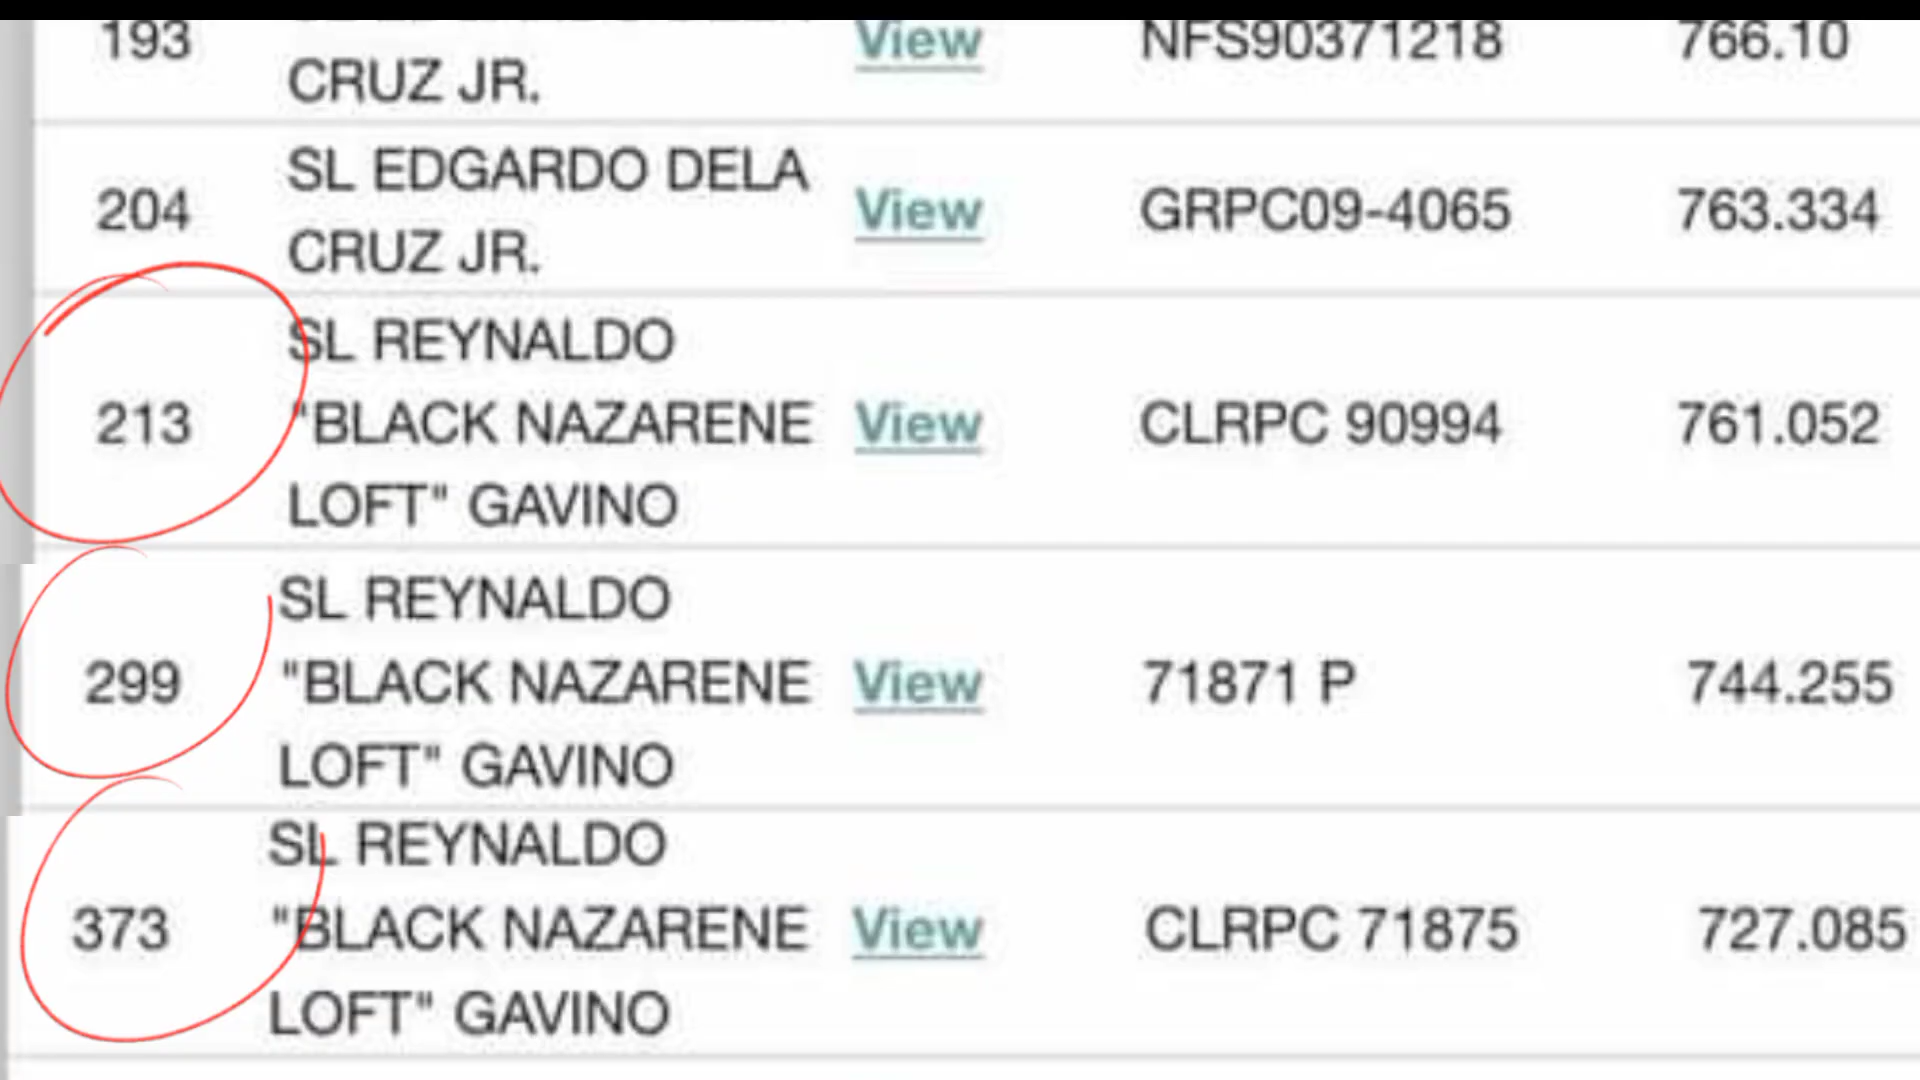 193
CRUZ JR.
View
NFS90371218
766.10
204
SL EDGARDO DELA
CRUZ JR.
View
GRPC09-4065
763.334
213
SL REYNALDO
"BLACK NAZARENE
LOFT" GAVINO
View
CLRPC 90994
761.052
299
SL REYNALDO
"BLACK NAZARENE
LOFT" GAVINO
View
71871 P
744.255
373
SL REYNALDO
"BLACK NAZARENE
LOFT" GAVINO
View
CLRPC 71875
727.085